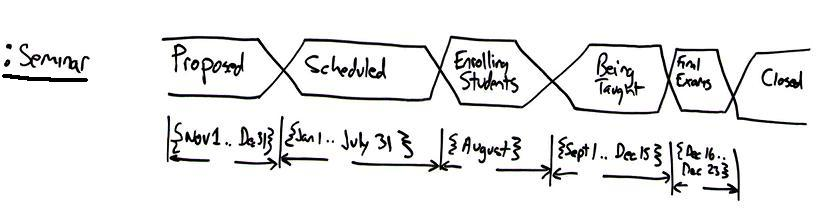 : Seminar
Proposed
Scheduled
Enrolling
Students
Being
Taught
Final
Exams
Closed
{Nov 1 .. Dec 31}
{Jan 1 .. July 31}
{August}
{Sept 1 .. Dec 15}
{Dec 16 ..
Dec 23}